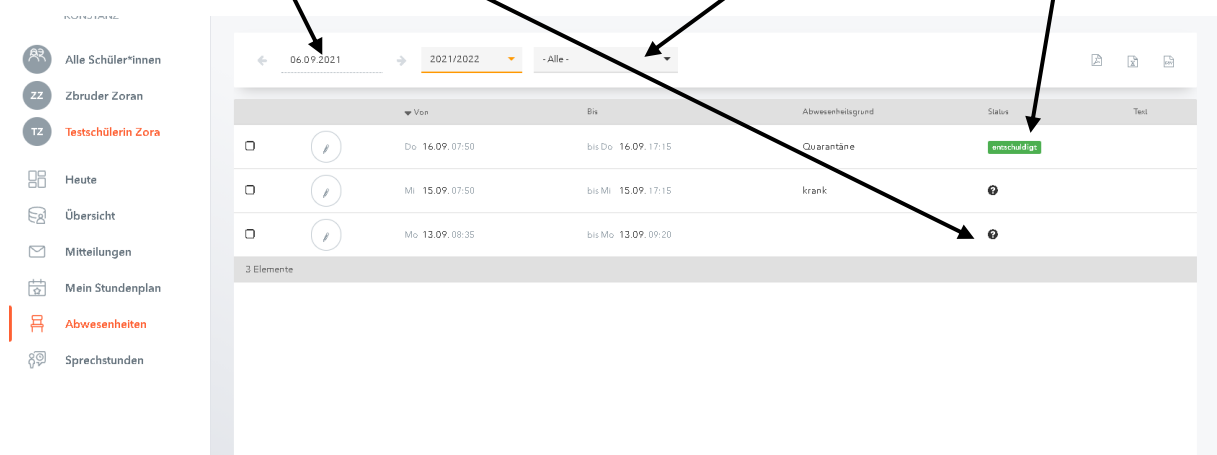 KONSTANZ
Alle Schüler*innen
ZZ Zbruder Zoran
TZ Testschülerin Zora
Heute
Übersicht
Mitteilungen
Mein Stundenplan
Abwesenheiten
Sprechstunden
06.09.2021 2021/2022 - Alle -
Von Bis Abwesenheitsgrund Status Text
Do 16.09. 07:50 bis Do 16.09. 17:15 Quarantäne entschuldigt
Mi 15.09. 07:50 bis Mi 15.09. 17:15 krank
Mo 13.09. 08:35 bis Mo 13.09. 09:20
3 Elemente